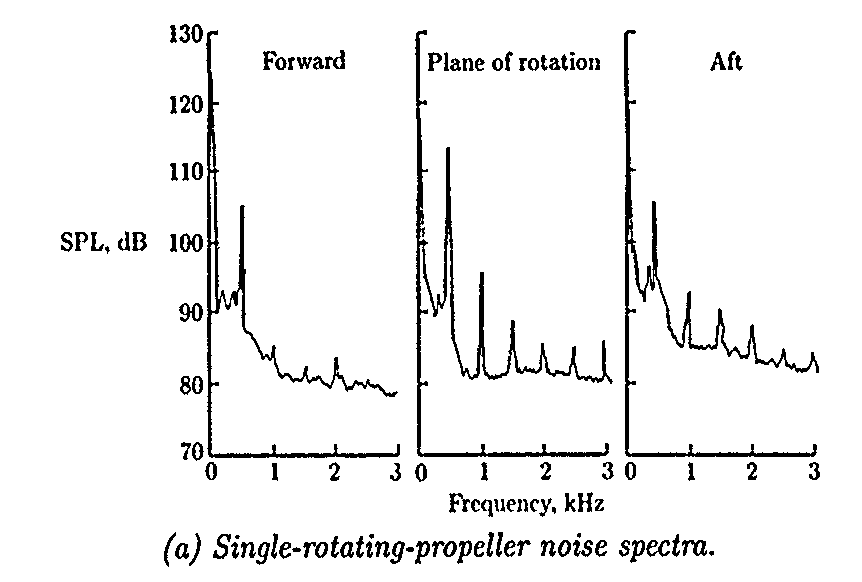 130
Forward
Plane of rotation
Aft
120
110
SPL, dB
100
90
80
70
0 1 2 3
0 1 2 3
0 1 2 3
Frequency, kHz
(a) Single-rotating-propeller noise spectra.